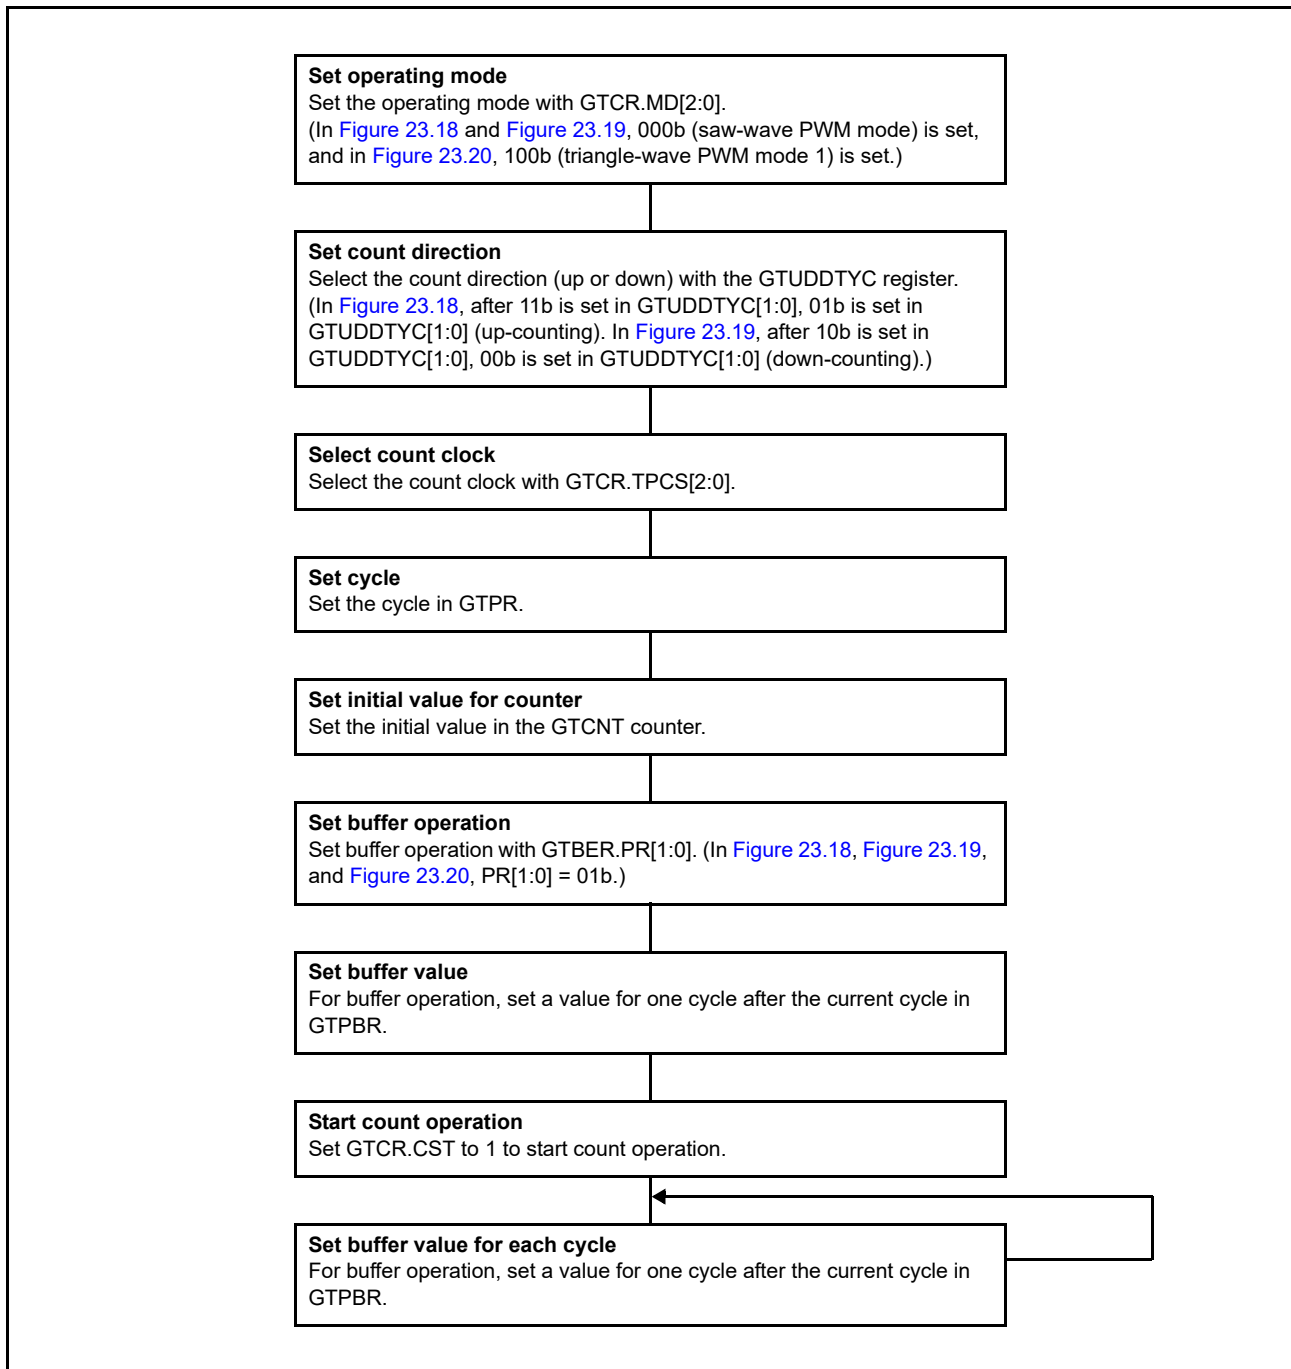 Set operating mode
Set the operating mode with GTCR.MD[2:0].
(In Figure 23.18 and Figure 23.19, 000b (saw-wave PWM mode) is set,
and in Figure 23.20, 100b (triangle-wave PWM mode 1) is set.)
Set count direction
Select the count direction (up or down) with the GTUDDTYC register.
(In Figure 23.18, after 11b is set in GTUDDTYC[1:0], 01b is set in
GTUDDTYC[1:0] (up-counting). In Figure 23.19, after 10b is set in
GTUDDTYC[1:0], 00b is set in GTUDDTYC[1:0] (down-counting).)
Select count clock
Select the count clock with GTCR.TPCS[2:0].
Set cycle
Set the cycle in GTPR.
Set initial value for counter
Set the initial value in the GTCNT counter.
Set buffer operation
Set buffer operation with GTBER.PR[1:0]. (In Figure 23.18, Figure 23.19,
and Figure 23.20, PR[1:0] = 01b.)
Set buffer value
For buffer operation, set a value for one cycle after the current cycle in
GTPBR.
Start count operation
Set GTCR.CST to 1 to start count operation.
Set buffer value for each cycle
For buffer operation, set a value for one cycle after the current cycle in
GTPBR.